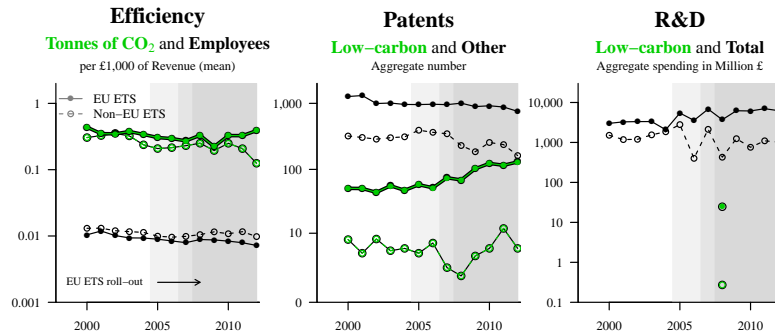 Efficiency
Tonnes of CO2 and Employees
per £1,000 of Revenue (mean)
1
0.1
0.01
0.001
EU ETS
Non−EU ETS
EU ETS roll−out
2000
2005
2010
Patents
Low−carbon and Other
Aggregate number
1,000
100
10
0
2000
2005
2010
R&D
Low−carbon and Total
Aggregate spending in Million £
10,000
1,000
100
10
1
0.1
2000
2005
2010